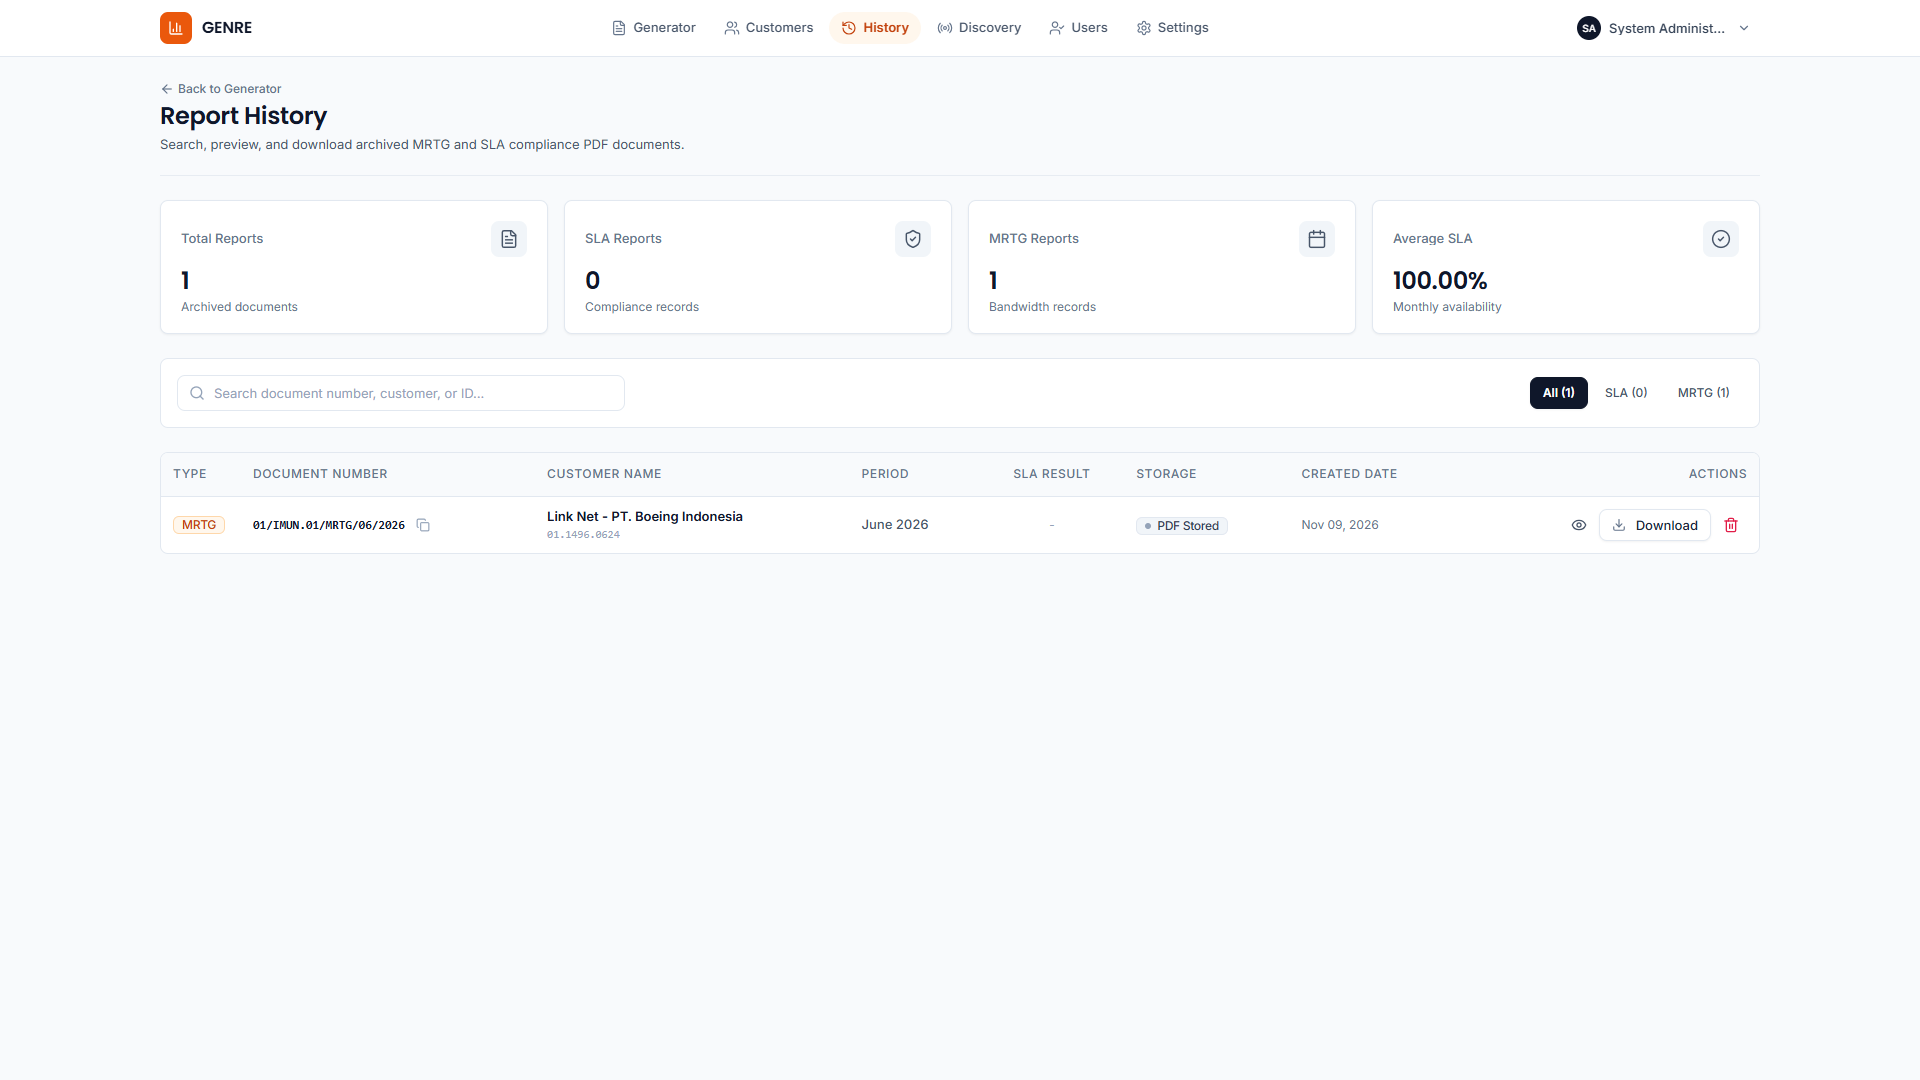 GENRE
Generator
Customers
History
Discovery
Users
Settings
SA
System Administ...
Back to Generator
Report History
Search, preview, and download archived MRTG and SLA compliance PDF documents.
Total Reports
1
Archived documents
SLA Reports
0
Compliance records
MRTG Reports
1
Bandwidth records
Average SLA
100.00%
Monthly availability
Search document number, customer, or ID...
All (1)
SLA (0)
MRTG (1)
TYPE DOCUMENT NUMBER CUSTOMER NAME PERIOD SLA RESULT STORAGE CREATED DATE ACTIONS
MRTG 01/IMUN.01/MRTG/06/2026 Link Net - PT. Boeing Indonesia June 2026 - PDF Stored Nov 09, 2026 Download
01.1496.0624